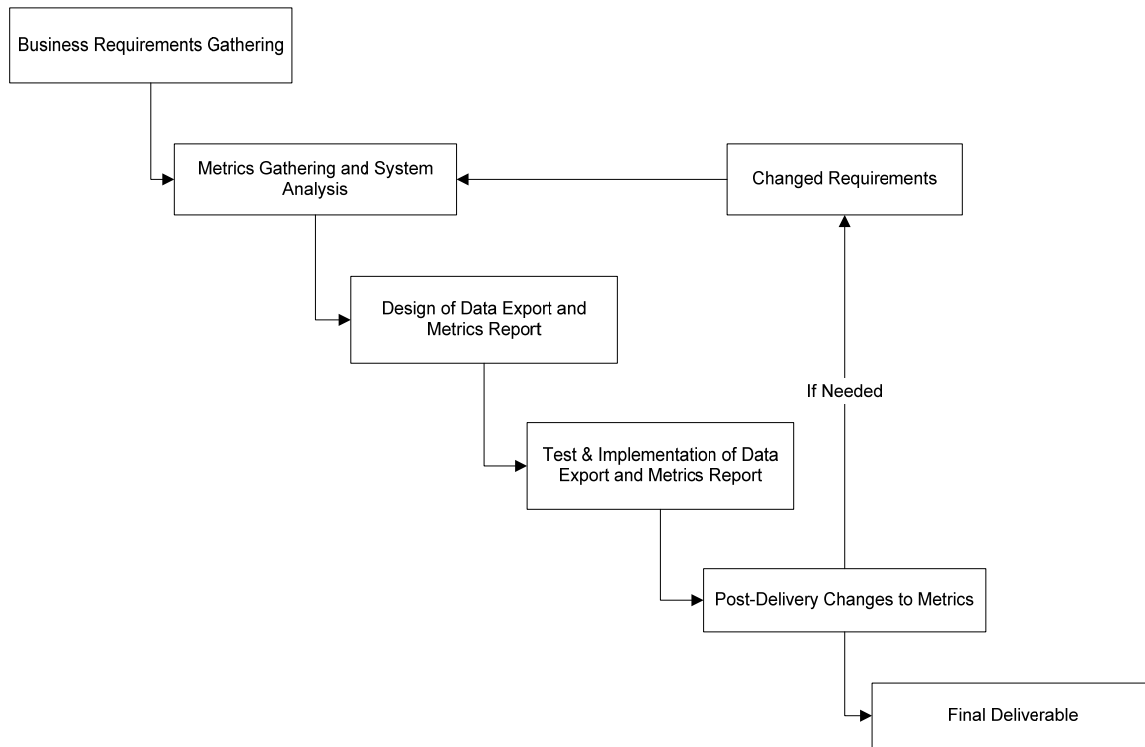 Business Requirements Gathering
Metrics Gathering and System
Analysis
Changed Requirements
Design of Data Export and
Metrics Report
If Needed
Test & Implementation of Data
Export and Metrics Report
Post-Delivery Changes to Metrics
Final Deliverable